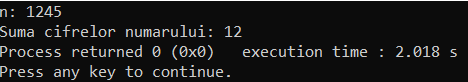 n: 1245
Suma cifrelor numarului: 12
Process returned 0 (0x0)   execution time : 2.018 s
Press any key to continue.